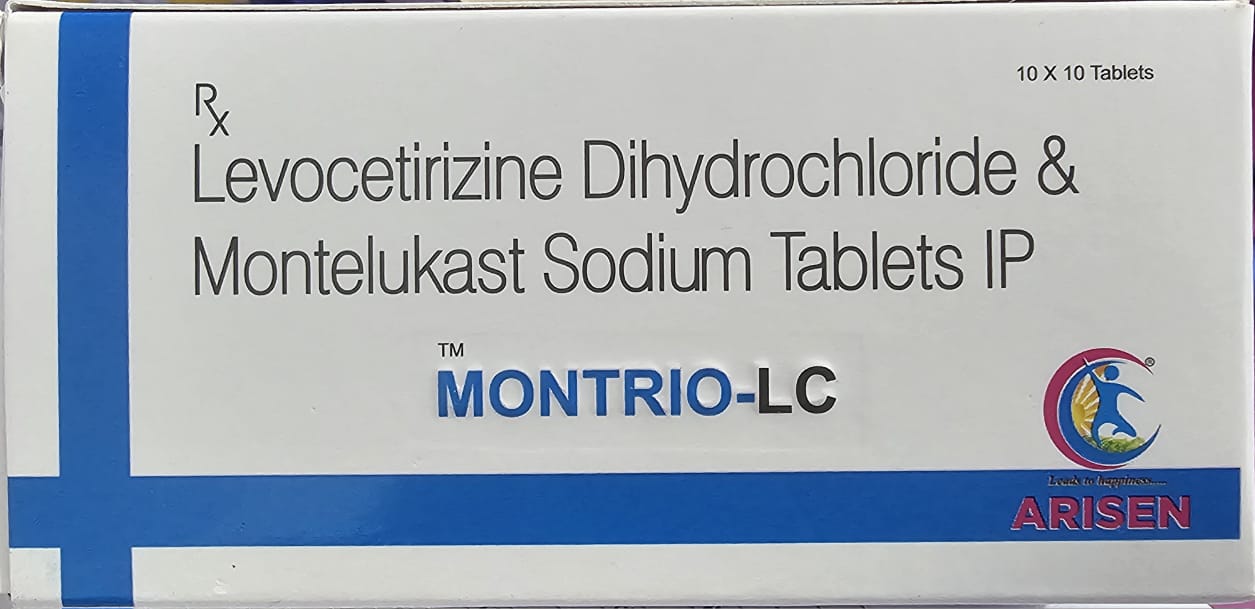 10 X 10 Tablets
Rx
Levocetirizine Dihydrochloride &
Montelukast Sodium Tablets IP
™
MONTRIO-LC
®
Leads to happiness.....
ARISEN